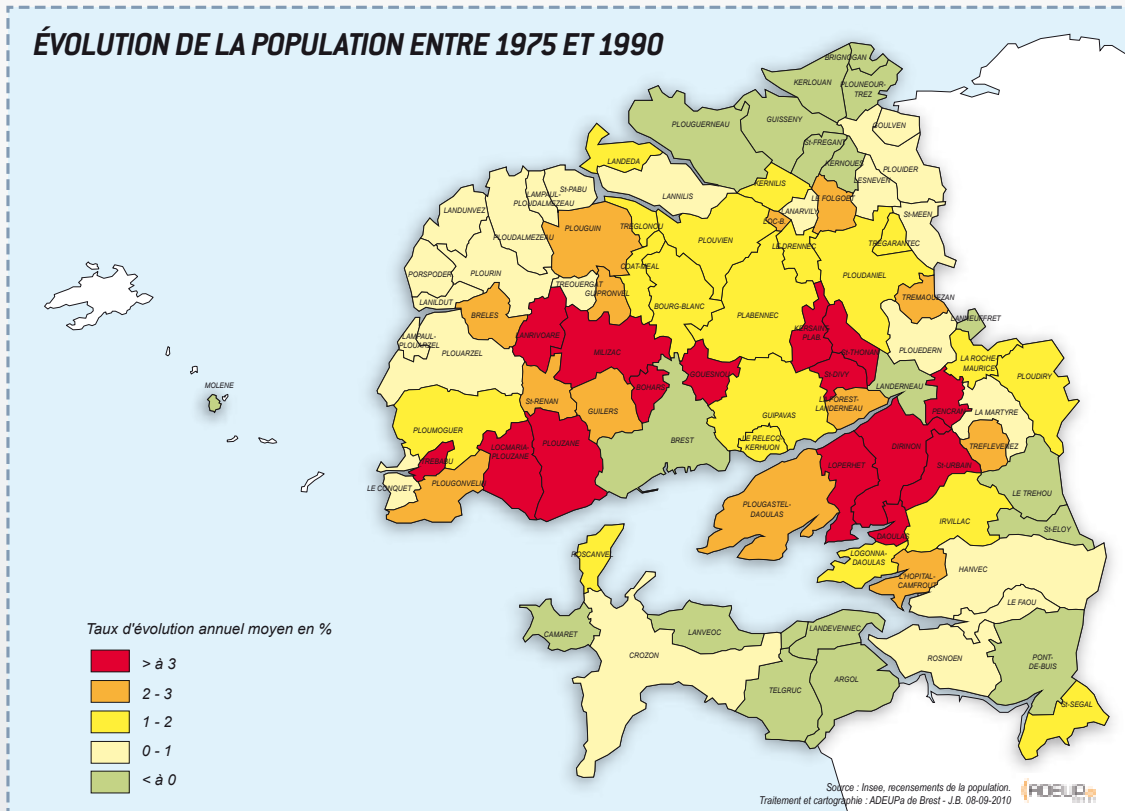 ÉVOLUTION DE LA POPULATION ENTRE 1975 ET 1990
BRIGNOGAN
KERLOUAN
PLOUNEOUR-
TREZ
PLOUGUERNEAU
GUISSENY
GOULVEN
St-FREGANT
KERNOUES
PLOUIDER
LANDEDA
LESNEVEN
KERNILIS
St-PABU
LAMPAUL-
PLOUDALMEZEAU
LANNILIS
LE FOLGOET
LANARVILY
LANDUNVEZ
LOC-B.
St-MEEN
TREGLONOU
PLOUGUIN
PLOUDALMEZEAU
PLOUVIEN
LE DRENNEC
TREGARANTEC
COAT-MEAL
PORSPODER
PLOURIN
PLOUDANIEL
TREOUERGAT
GUIPRONVEL
LANILDUT
TREMAOUEZAN
BOURG-BLANC
BRELES
PLABENNEC
LANNEUFFRET
LAMPAUL-
PLOUARZEL
LANRIVOARE
KERSAINT-
PLAB.
PLOUARZEL
MILIZAC
St-THONAN
PLOUEDERN
LA ROCHE
MAURICE
PLOUDIRY
BOHARS
GOUESNOU
St-DIVY
LANDERNEAU
MOLENE
St-RENAN
GUILERS
LA FOREST-
LANDERNEAU
PENCRAN
LA MARTYRE
PLOUMOGUER
GUIPAVAS
BREST
LE RELECQ-
KERHUON
DIRINON
TREFLEVENEZ
LOCMARIA-
PLOUZANE
PLOUZANE
TREBABU
LOPERHET
St-URBAIN
LE CONQUET
PLOUGONVELIN
LE TREHOU
PLOUGASTEL-
DAOULAS
IRVILLAC
St-ELOY
DAOULAS
ROSCANVEL
LOGONNA-
DAOULAS
HANVEC
L'HOPITAL-
CAMFROUT
LE FAOU
CAMARET
LANVEOC
LANDEVENNEC
CROZON
ROSNOEN
PONT-
DE-BUIS
TELGRUC
ARGOL
St-SEGAL
Taux d'évolution annuel moyen en %
> à 3
2 - 3
1 - 2
0 - 1
< à 0
Source : Insee, recensements de la population.
Traitement et cartographie : ADEUPa de Brest - J.B. 08-09-2010
ADEUPa